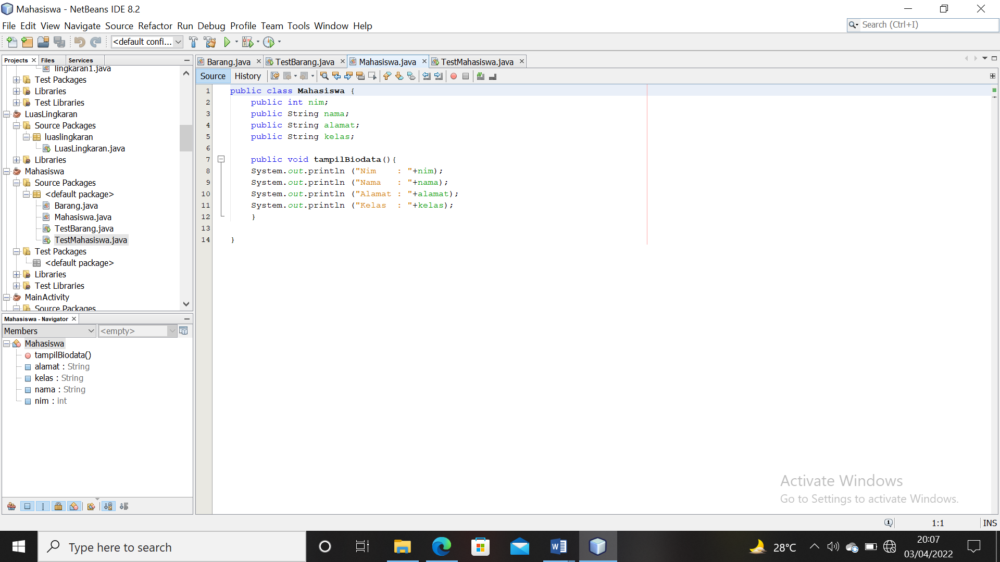 Mahasiswa - NetBeans IDE 8.2
File Edit View Navigate Source Refactor Run Debug Profile Team Tools Window Help
Search (Ctrl+I)
<default confi...
Projects
Files
Services
lingkaran1.java
Test Packages
Libraries
Test Libraries
LuasLingkaran
Source Packages
luaslingkaran
LuasLingkaran.java
Libraries
Mahasiswa
Source Packages
<default package>
Barang.java
Mahasiswa.java
TestBarang.java
TestMahasiswa.java
Test Packages
<default package>
Libraries
Test Libraries
MainActivity
Source Packages
Mahasiswa - Navigator
Members
<empty>
Mahasiswa
tampilBiodata()
alamat : String
kelas : String
nama : String
nim : int
Barang.java TestBarang.java Mahasiswa.java TestMahasiswa.java
Source History
1 public class Mahasiswa {
2 public int nim;
3 public String nama;
4 public String alamat;
5 public String kelas;
6
7 public void tampilBiodata(){
8 System.out.println ("Nim    : "+nim);
9 System.out.println ("Nama   : "+nama);
10 System.out.println ("Alamat : "+alamat);
11 System.out.println ("Kelas  : "+kelas);
12 }
13
14 }
Activate Windows
Go to Settings to activate Windows.
1:1 INS
Type here to search
28°C
20:07
03/04/2022